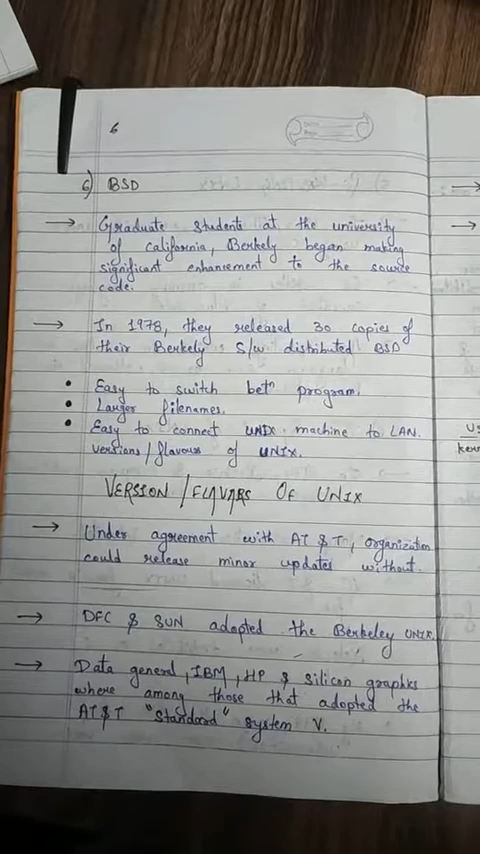 6
6) BSD
→ Graduate students at the university
of california, Berkely began making
significant enhancement to the source
code.
→ In 1978, they released 30 copies of
their Berkely S/w distributed BSD
• Easy to switch betn program.
• Larger filenames.
• Easy to connect UNIX machine to LAN.
versions/flavours of UNIX.
VERSION/FLAVARS OF UNIX
→ Under agreement with AT&T, organization
could release minor updates without.
→ DFC & SUN adopted the Berkeley UNIX.
→ Data general, IBM, HP & Silicon graphics
where among those that adopted the
AT&T "Standard" system V.